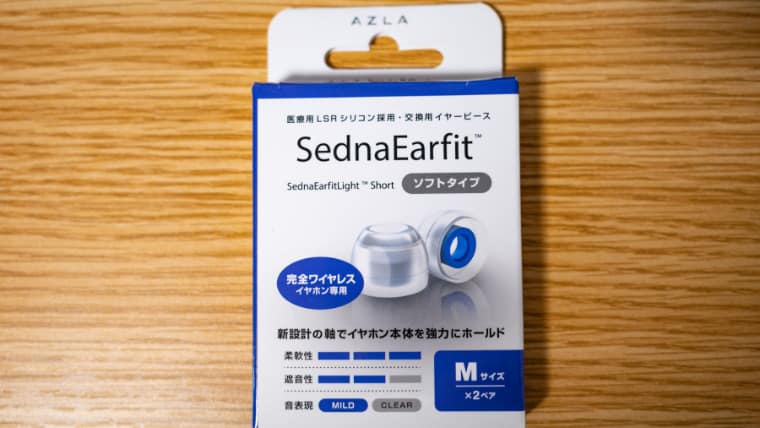 AZLA
医療用LSRシリコン採用・交換用イヤーピース
SednaEarfit™
SednaEarfitLight™ Short ソフトタイプ
完全ワイヤレス
イヤホン専用
新設計の軸でイヤホン本体を強力にホールド
柔軟性
遮音性
音表現 MILD CLEAR
Mサイズ
×2ペア